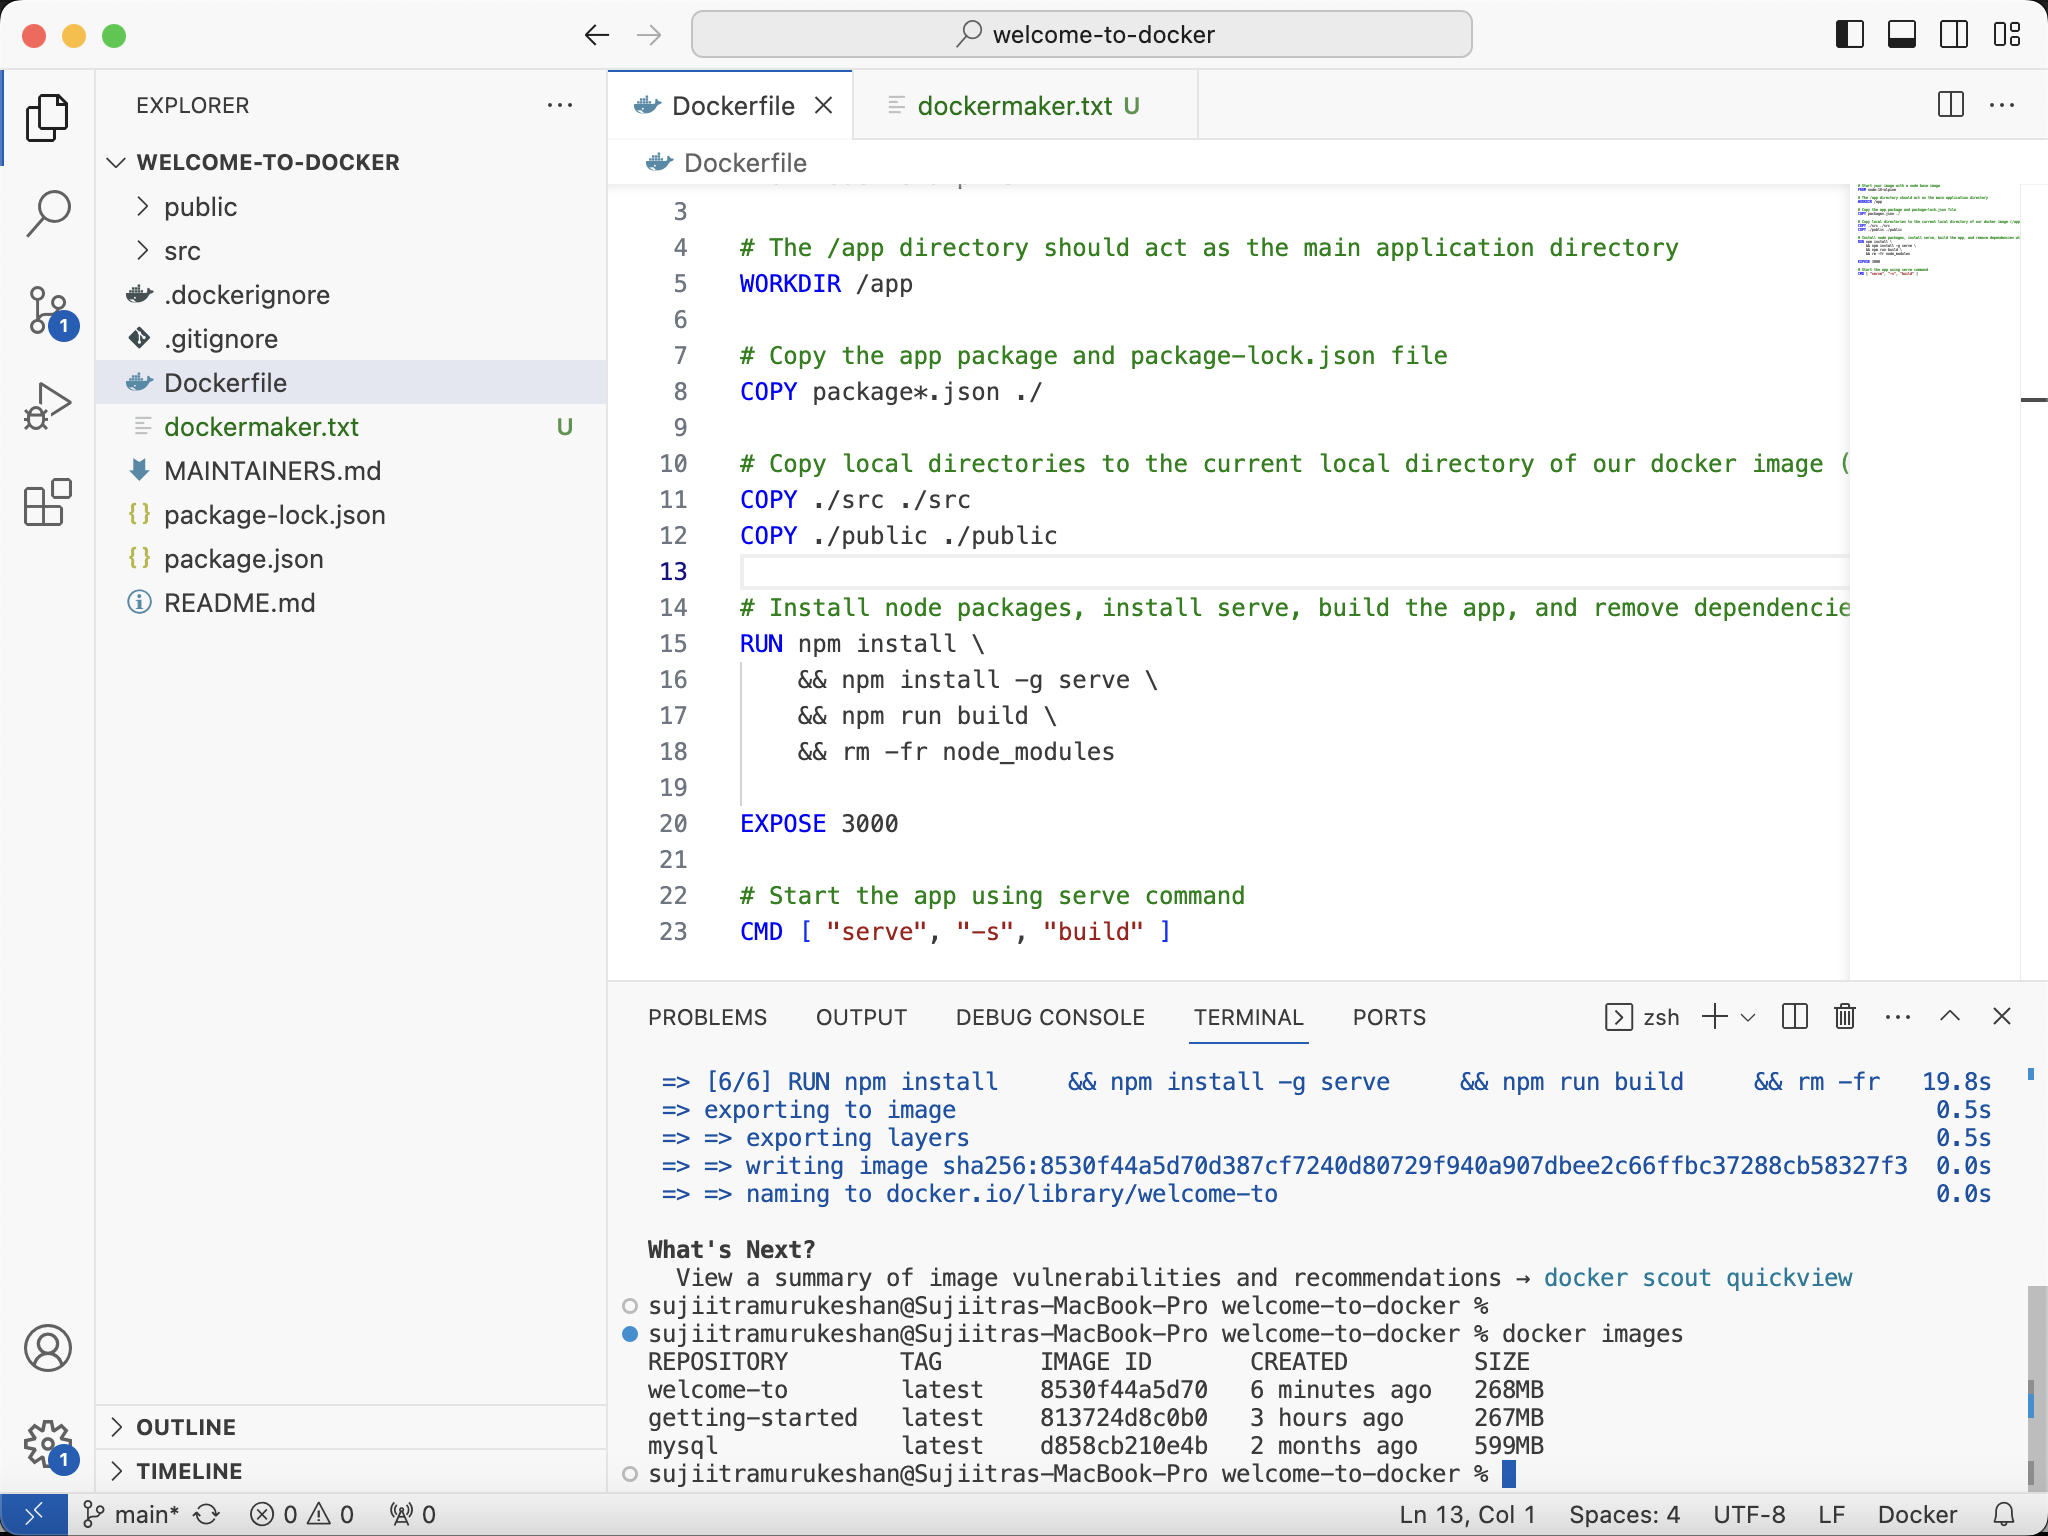 welcome-to-docker
EXPLORER
WELCOME-TO-DOCKER
public
src
.dockerignore
.gitignore
Dockerfile
dockermaker.txt U
MAINTAINERS.md
package-lock.json
package.json
README.md
OUTLINE
TIMELINE
1
1
Dockerfile
dockermaker.txt U
Dockerfile
3
4 # The /app directory should act as the main application directory
5 WORKDIR /app
6
7 # Copy the app package and package-lock.json file
8 COPY package*.json ./
9
10 # Copy local directories to the current local directory of our docker image (
11 COPY ./src ./src
12 COPY ./public ./public
13
14 # Install node packages, install serve, build the app, and remove dependencie
15 RUN npm install \
16 && npm install -g serve \
17 && npm run build \
18 && rm -fr node_modules
19
20 EXPOSE 3000
21
22 # Start the app using serve command
23 CMD [ "serve", "-s", "build" ]
PROBLEMS OUTPUT DEBUG CONSOLE TERMINAL PORTS zsh
=> [6/6] RUN npm install && npm install -g serve && npm run build && rm -fr 19.8s
=> exporting to image 0.5s
=> => exporting layers 0.5s
=> => writing image sha256:8530f44a5d70d387cf7240d80729f940a907dbee2c66ffbc37288cb58327f3 0.0s
=> => naming to docker.io/library/welcome-to 0.0s
What's Next?
View a summary of image vulnerabilities and recommendations → docker scout quickview
sujiitramurukeshan@Sujiitras-MacBook-Pro welcome-to-docker %
sujiitramurukeshan@Sujiitras-MacBook-Pro welcome-to-docker % docker images
REPOSITORY TAG IMAGE ID CREATED SIZE
welcome-to latest 8530f44a5d70 6 minutes ago 268MB
getting-started latest 813724d8c0b0 3 hours ago 267MB
mysql latest d858cb210e4b 2 months ago 599MB
sujiitramurukeshan@Sujiitras-MacBook-Pro welcome-to-docker %
main* 0 0 0 Ln 13, Col 1 Spaces: 4 UTF-8 LF Docker